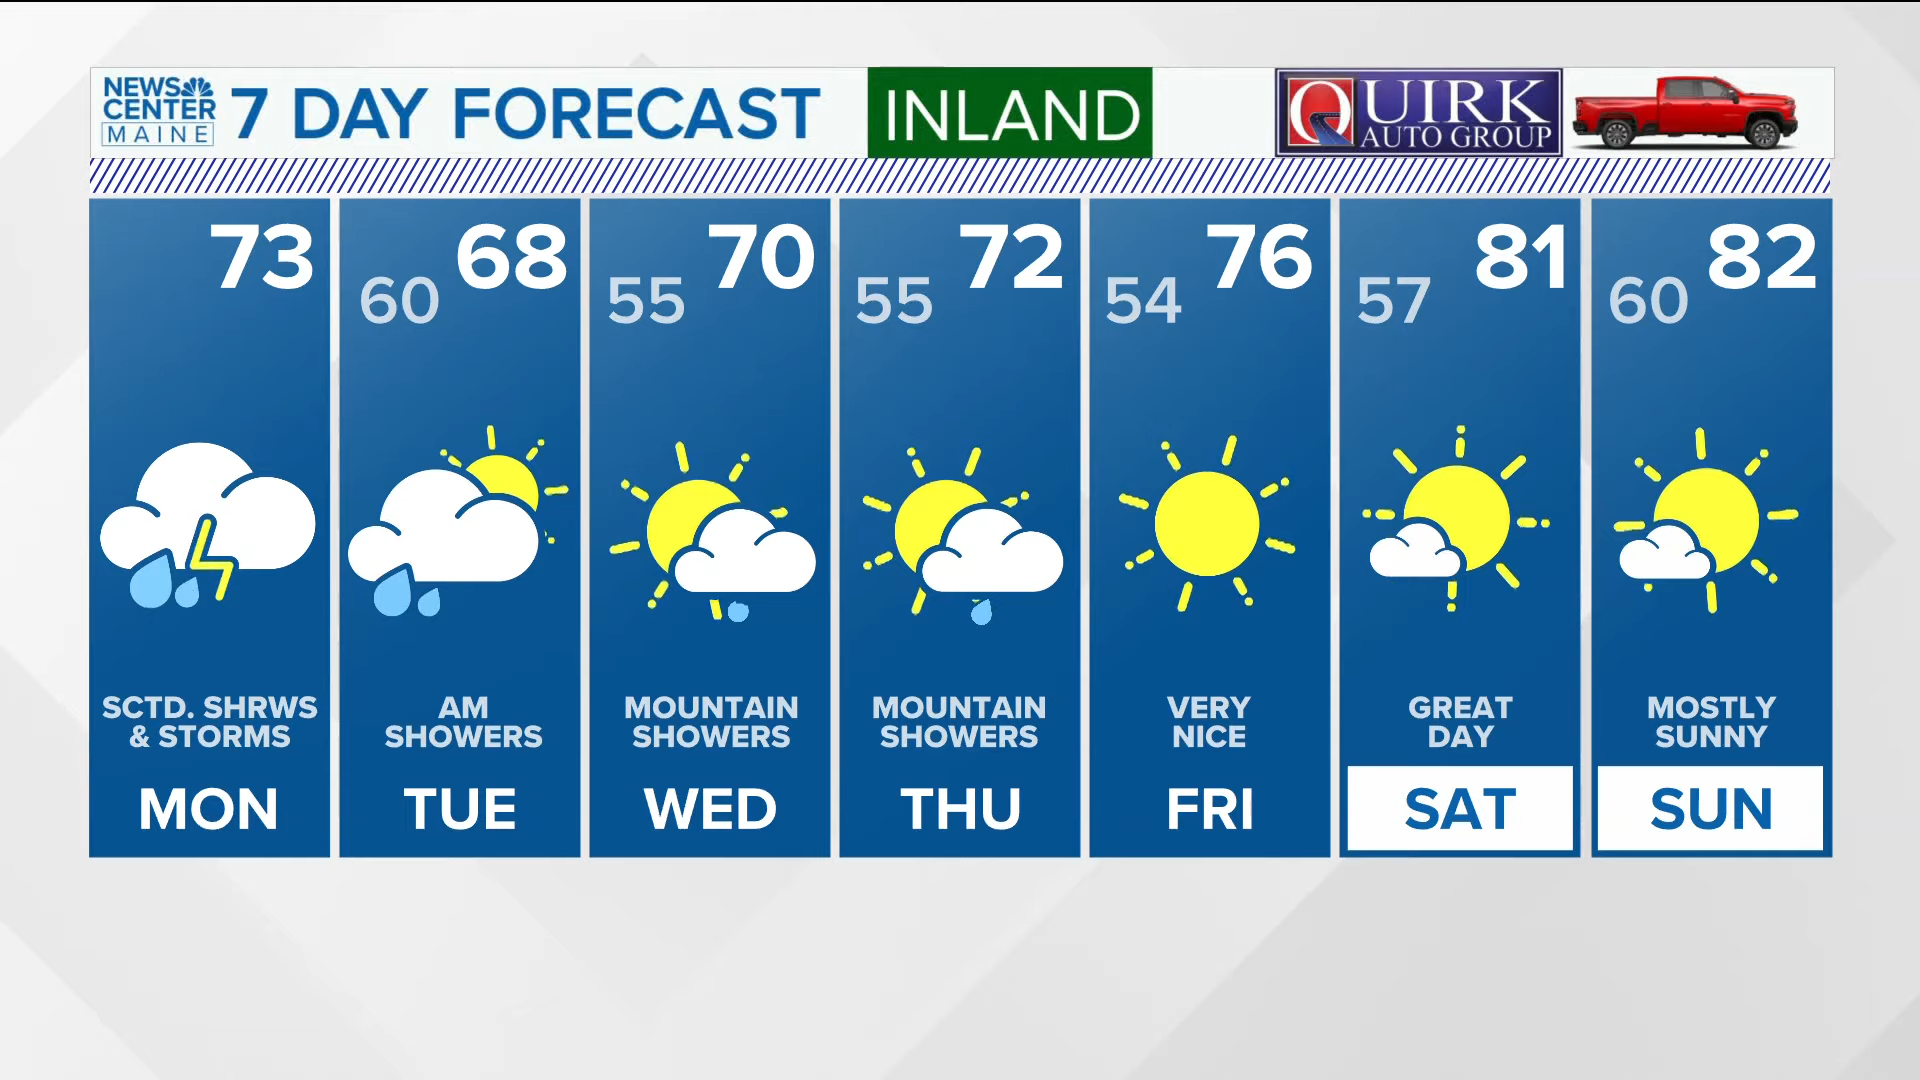 NEWS
CENTER
MAINE
7 DAY FORECAST
INLAND
QUIRK
AUTO GROUP
73
SCTD. SHRWS
& STORMS
MON
60 68
AM
SHOWERS
TUE
55 70
MOUNTAIN
SHOWERS
WED
55 72
MOUNTAIN
SHOWERS
THU
54 76
VERY
NICE
FRI
57 81
GREAT
DAY
SAT
60 82
MOSTLY
SUNNY
SUN